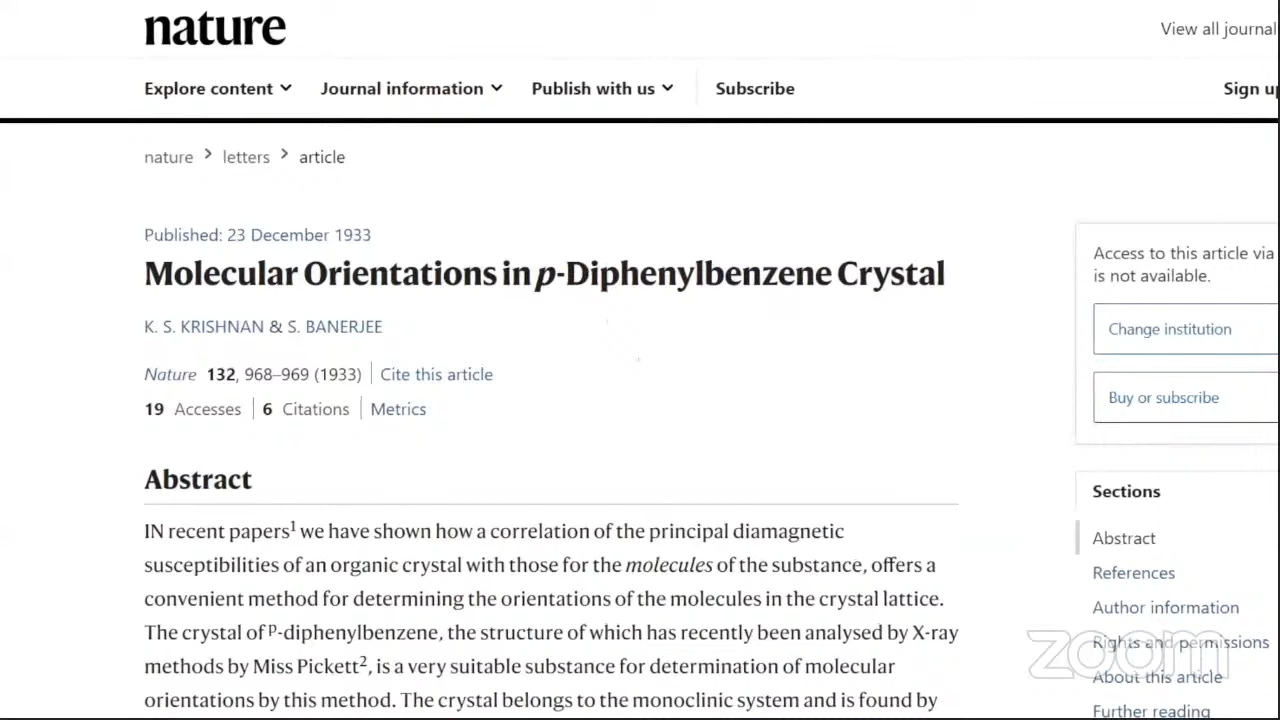 nature
View all journal
Explore content
Journal information
Publish with us
Subscribe
Sign up
nature > letters > article
Published: 23 December 1933
Molecular Orientations in p-Diphenylbenzene Crystal
K. S. KRISHNAN & S. BANERJEE
Nature 132, 968–969 (1933) | Cite this article
19 Accesses | 6 Citations | Metrics
Abstract
IN recent papers1 we have shown how a correlation of the principal diamagnetic
susceptibilities of an organic crystal with those for the molecules of the substance, offers a
convenient method for determining the orientations of the molecules in the crystal lattice.
The crystal of p-diphenylbenzene, the structure of which has recently been analysed by X-ray
methods by Miss Pickett2, is a very suitable substance for determination of molecular
orientations by this method. The crystal belongs to the monoclinic system and is found by
Access to this article via
is not available.
Change institution
Buy or subscribe
Sections
Abstract
References
Author information
Rights and permissions
About this article
Further reading
zoom